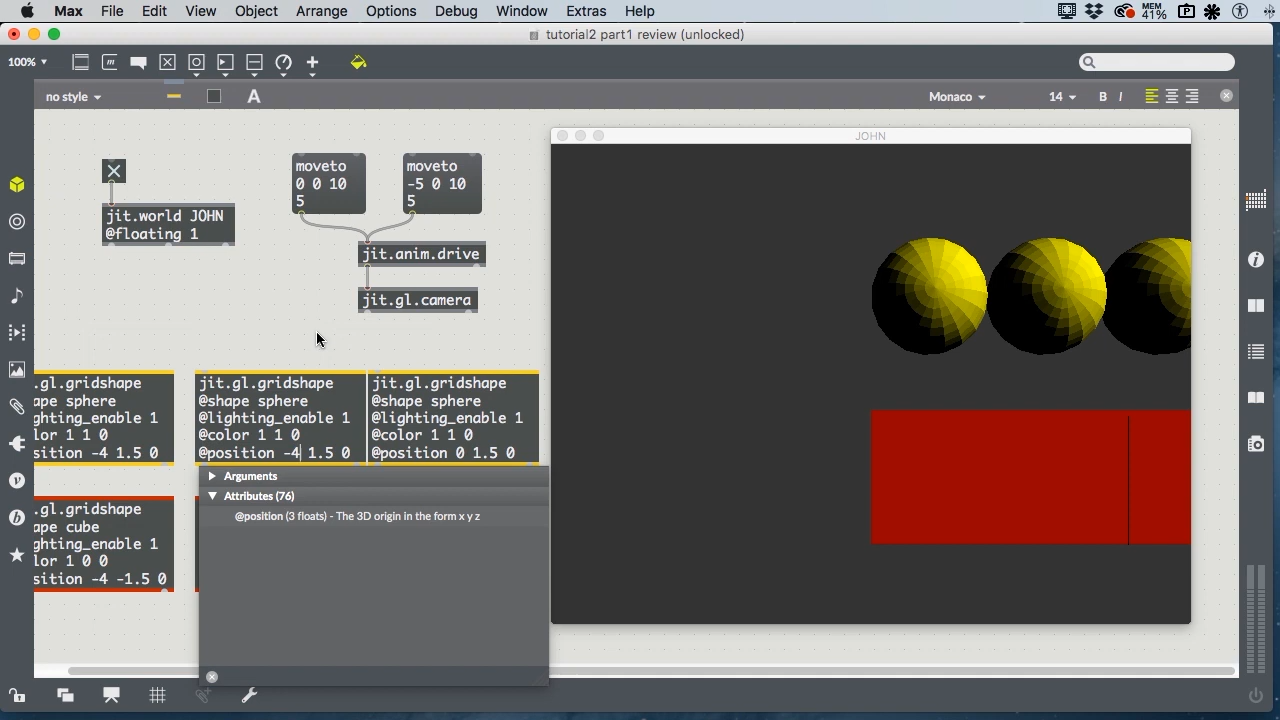 Max File Edit View Object Arrange Options Debug Window Extras Help
MEM
41%
tutorial2 part1 review (unlocked)
100%
no style
A
Monaco
14
B I
moveto
0 0 10
5
moveto
-5 0 10
5
jit.world JOHN
@floating 1
jit.anim.drive
jit.gl.camera
JOHN
.gl.gridshape
ape sphere
ghting_enable 1
lor 1 1 0
sition -4 1.5 0
jit.gl.gridshape
@shape sphere
@lighting_enable 1
@color 1 1 0
@position -4 1.5 0
jit.gl.gridshape
@shape sphere
@lighting_enable 1
@color 1 1 0
@position 0 1.5 0
Arguments
Attributes (76)
@position (3 floats) - The 3D origin in the form x y z
.gl.gridshape
ape cube
ghting_enable 1
lor 1 0 0
sition -4 -1.5 0